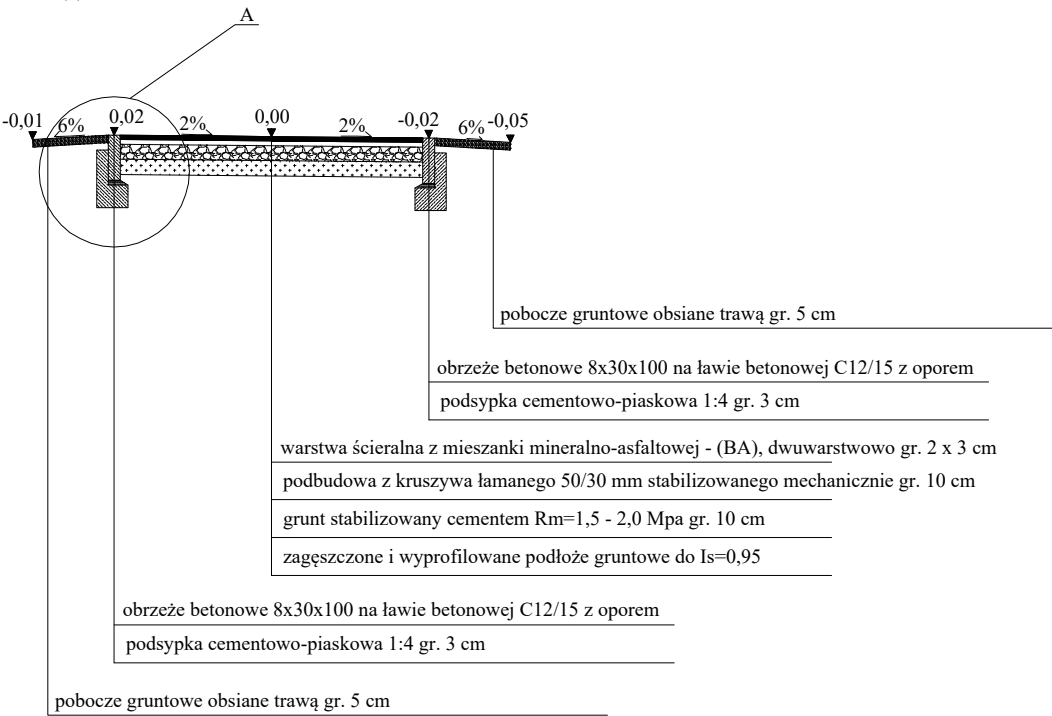 A
-0,01 6% 0,02 2% 0,00 2% -0,02 6% -0,05
pobocze gruntowe obsiane trawą gr. 5 cm
obrzeże betonowe 8x30x100 na ławie betonowej C12/15 z oporem
podsypka cementowo-piaskowa 1:4 gr. 3 cm
warstwa ścieralna z mieszanki mineralno-asfaltowej - (BA), dwuwarstwowo gr. 2 x 3 cm
podbudowa z kruszywa łamanego 50/30 mm stabilizowanego mechanicznie gr. 10 cm
grunt stabilizowany cementem Rm=1,5 - 2,0 Mpa gr. 10 cm
zagęszczone i wyprofilowane podłoże gruntowe do Is=0,95
obrzeże betonowe 8x30x100 na ławie betonowej C12/15 z oporem
podsypka cementowo-piaskowa 1:4 gr. 3 cm
pobocze gruntowe obsiane trawą gr. 5 cm